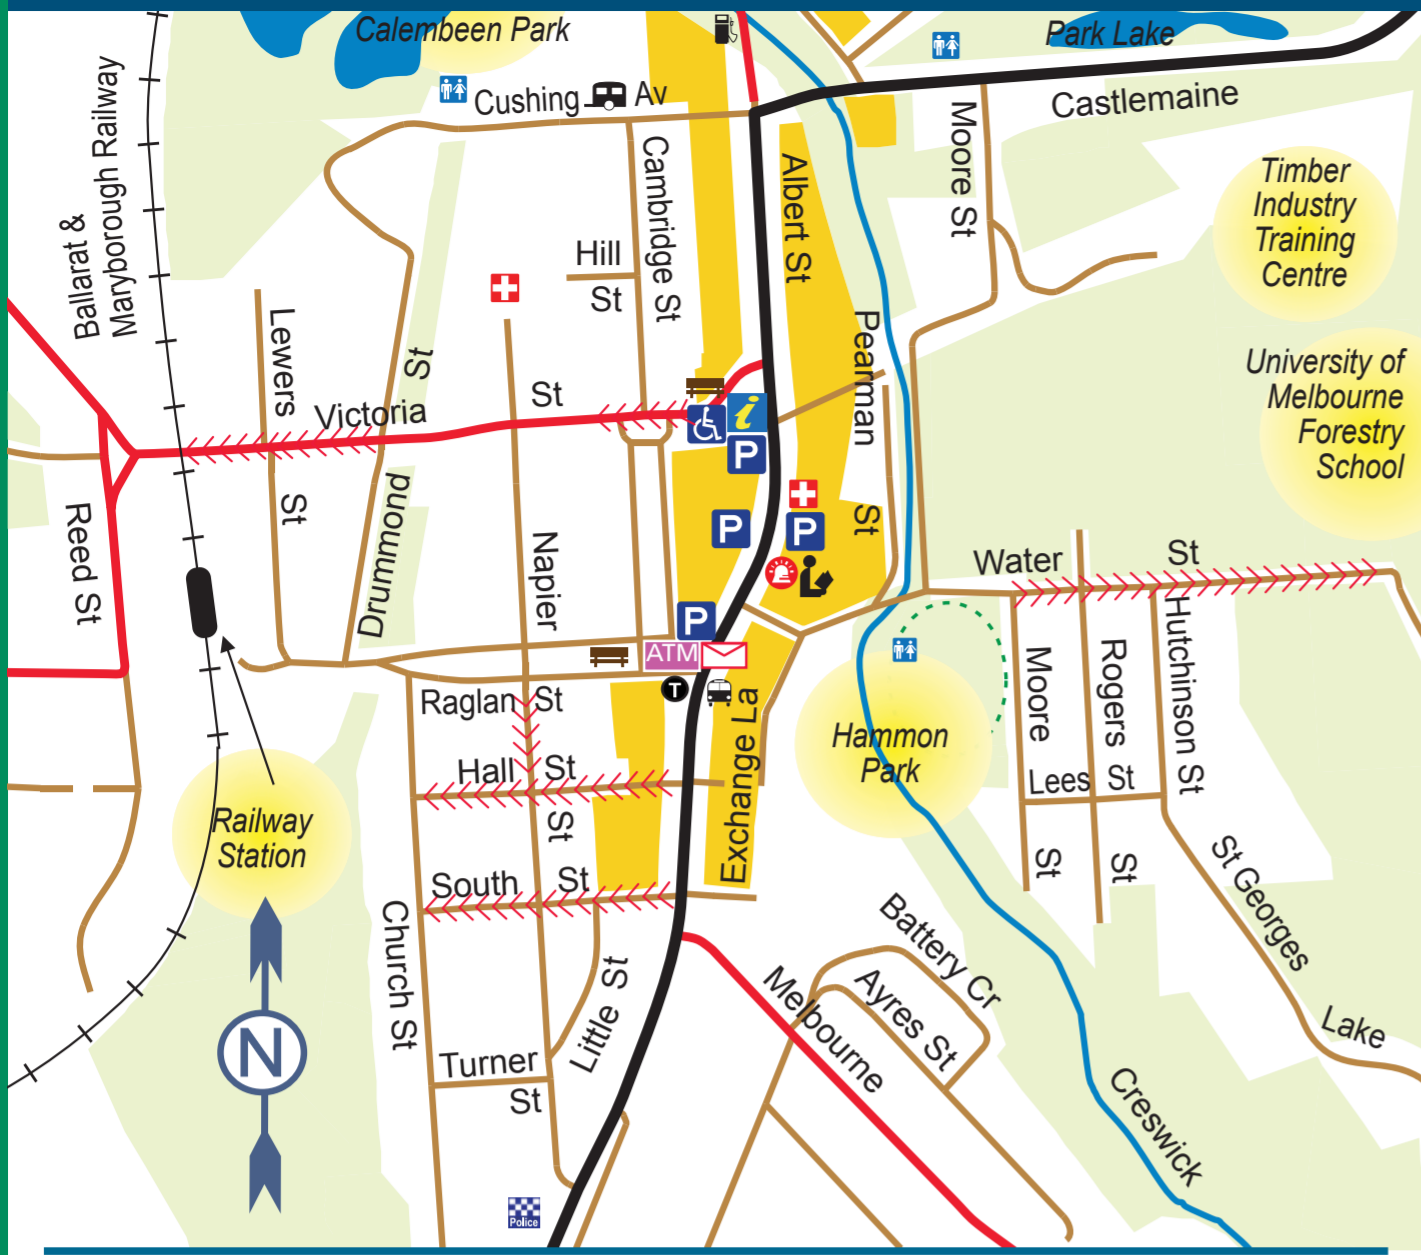 Calembeen Park
Park Lake
Cushing Av
Castlemaine
Ballarat &
Maryborough Railway
Cambridge St
Albert St
Moore St
Timber
Industry
Training
Centre
Hill
St
Lewers
St
Pearman
St
University of
Melbourne
Forestry
School
Victoria St
i
P
P
P
P
Drummond St
Reed St
Napier
St
Water St
ATM
T
Raglan St
Hall St
South St
Exchange La
Hammon
Park
Moore
St
Rogers
St
Hutchinson St
Lees St
Railway
Station
N
Church St
Turner
St
Little St
Battery Cr
Ayres St
Melbourne
St Georges
Lake
Creswick
Police